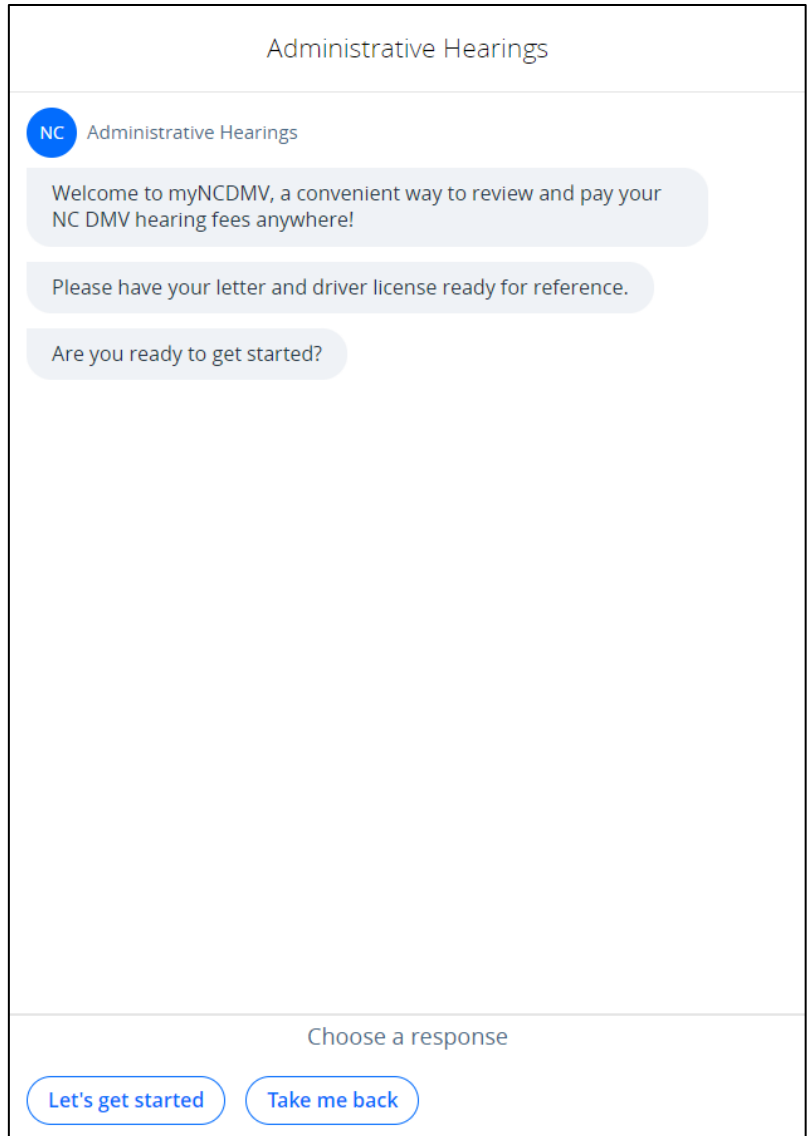 Administrative Hearings
NC Administrative Hearings
Welcome to myNCDMV, a convenient way to review and pay your
NC DMV hearing fees anywhere!
Please have your letter and driver license ready for reference.
Are you ready to get started?
Choose a response
Let's get started Take me back